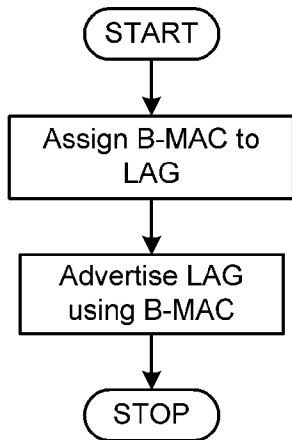 START
Assign B-MAC to
LAG
Advertise LAG
using B-MAC
STOP